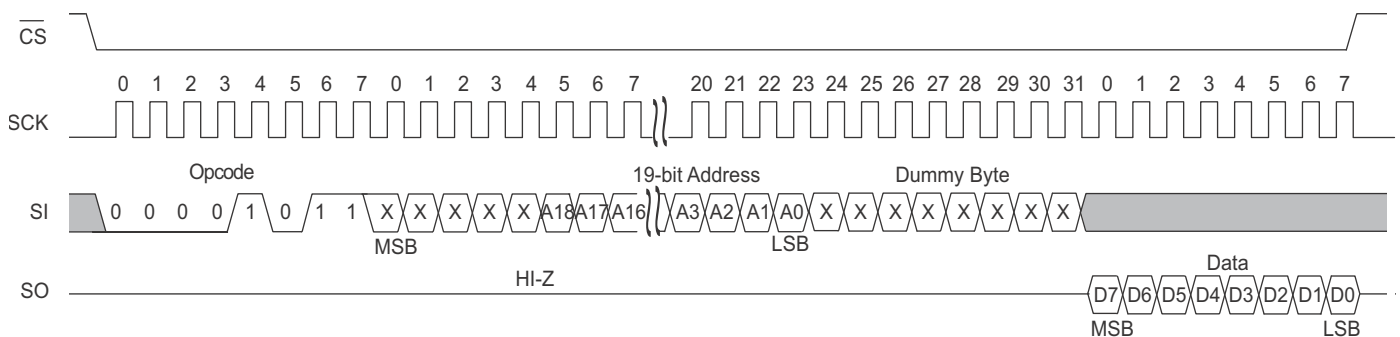 CS
0 1 2 3 4 5 6 7 0 1 2 3 4 5 6 7 20 21 22 23 24 25 26 27 28 29 30 31 0 1 2 3 4 5 6 7
SCK
Opcode 19-bit Address Dummy Byte
SI 0 0 0 0 1 0 1 1 X X X X X A18 A17 A16 A3 A2 A1 A0 X X X X X X X X
MSB LSB
HI-Z Data
SO D7 D6 D5 D4 D3 D2 D1 D0
MSB LSB